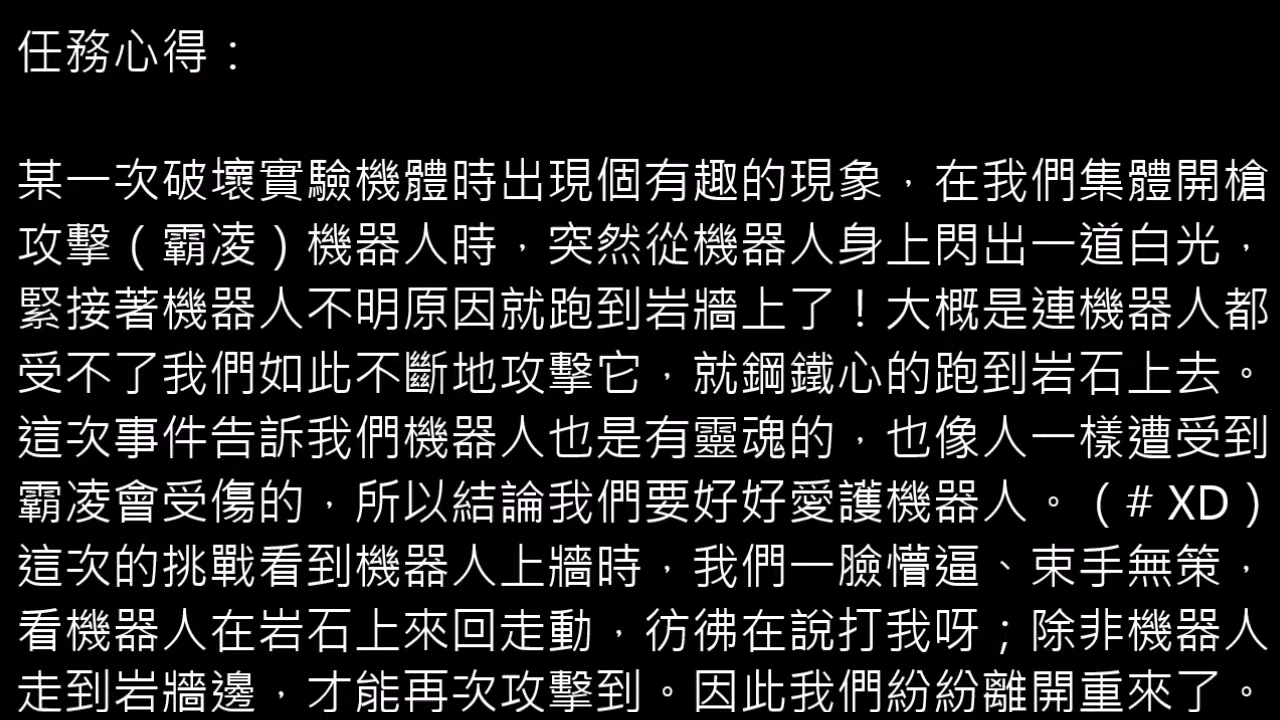 任務心得：
某一次破壞實驗機體時出現個有趣的現象，在我們集體開槍
攻擊（霸凌）機器人時，突然從機器人身上閃出一道白光，
緊接著機器人不明原因就跑到岩牆上了！大概是連機器人都
受不了我們如此不斷地攻擊它，就鋼鐵心的跑到岩石上去。
這次事件告訴我們機器人也是有靈魂的，也像人一樣遭受到
霸凌會受傷的，所以結論我們要好好愛護機器人。（# XD）
這次的挑戰看到機器人上牆時，我們一臉懵逼、束手無策，
看機器人在岩石上來回走動，彷彿在說打我呀；除非機器人
走到岩牆邊，才能再次攻擊到。因此我們紛紛離開重來了。